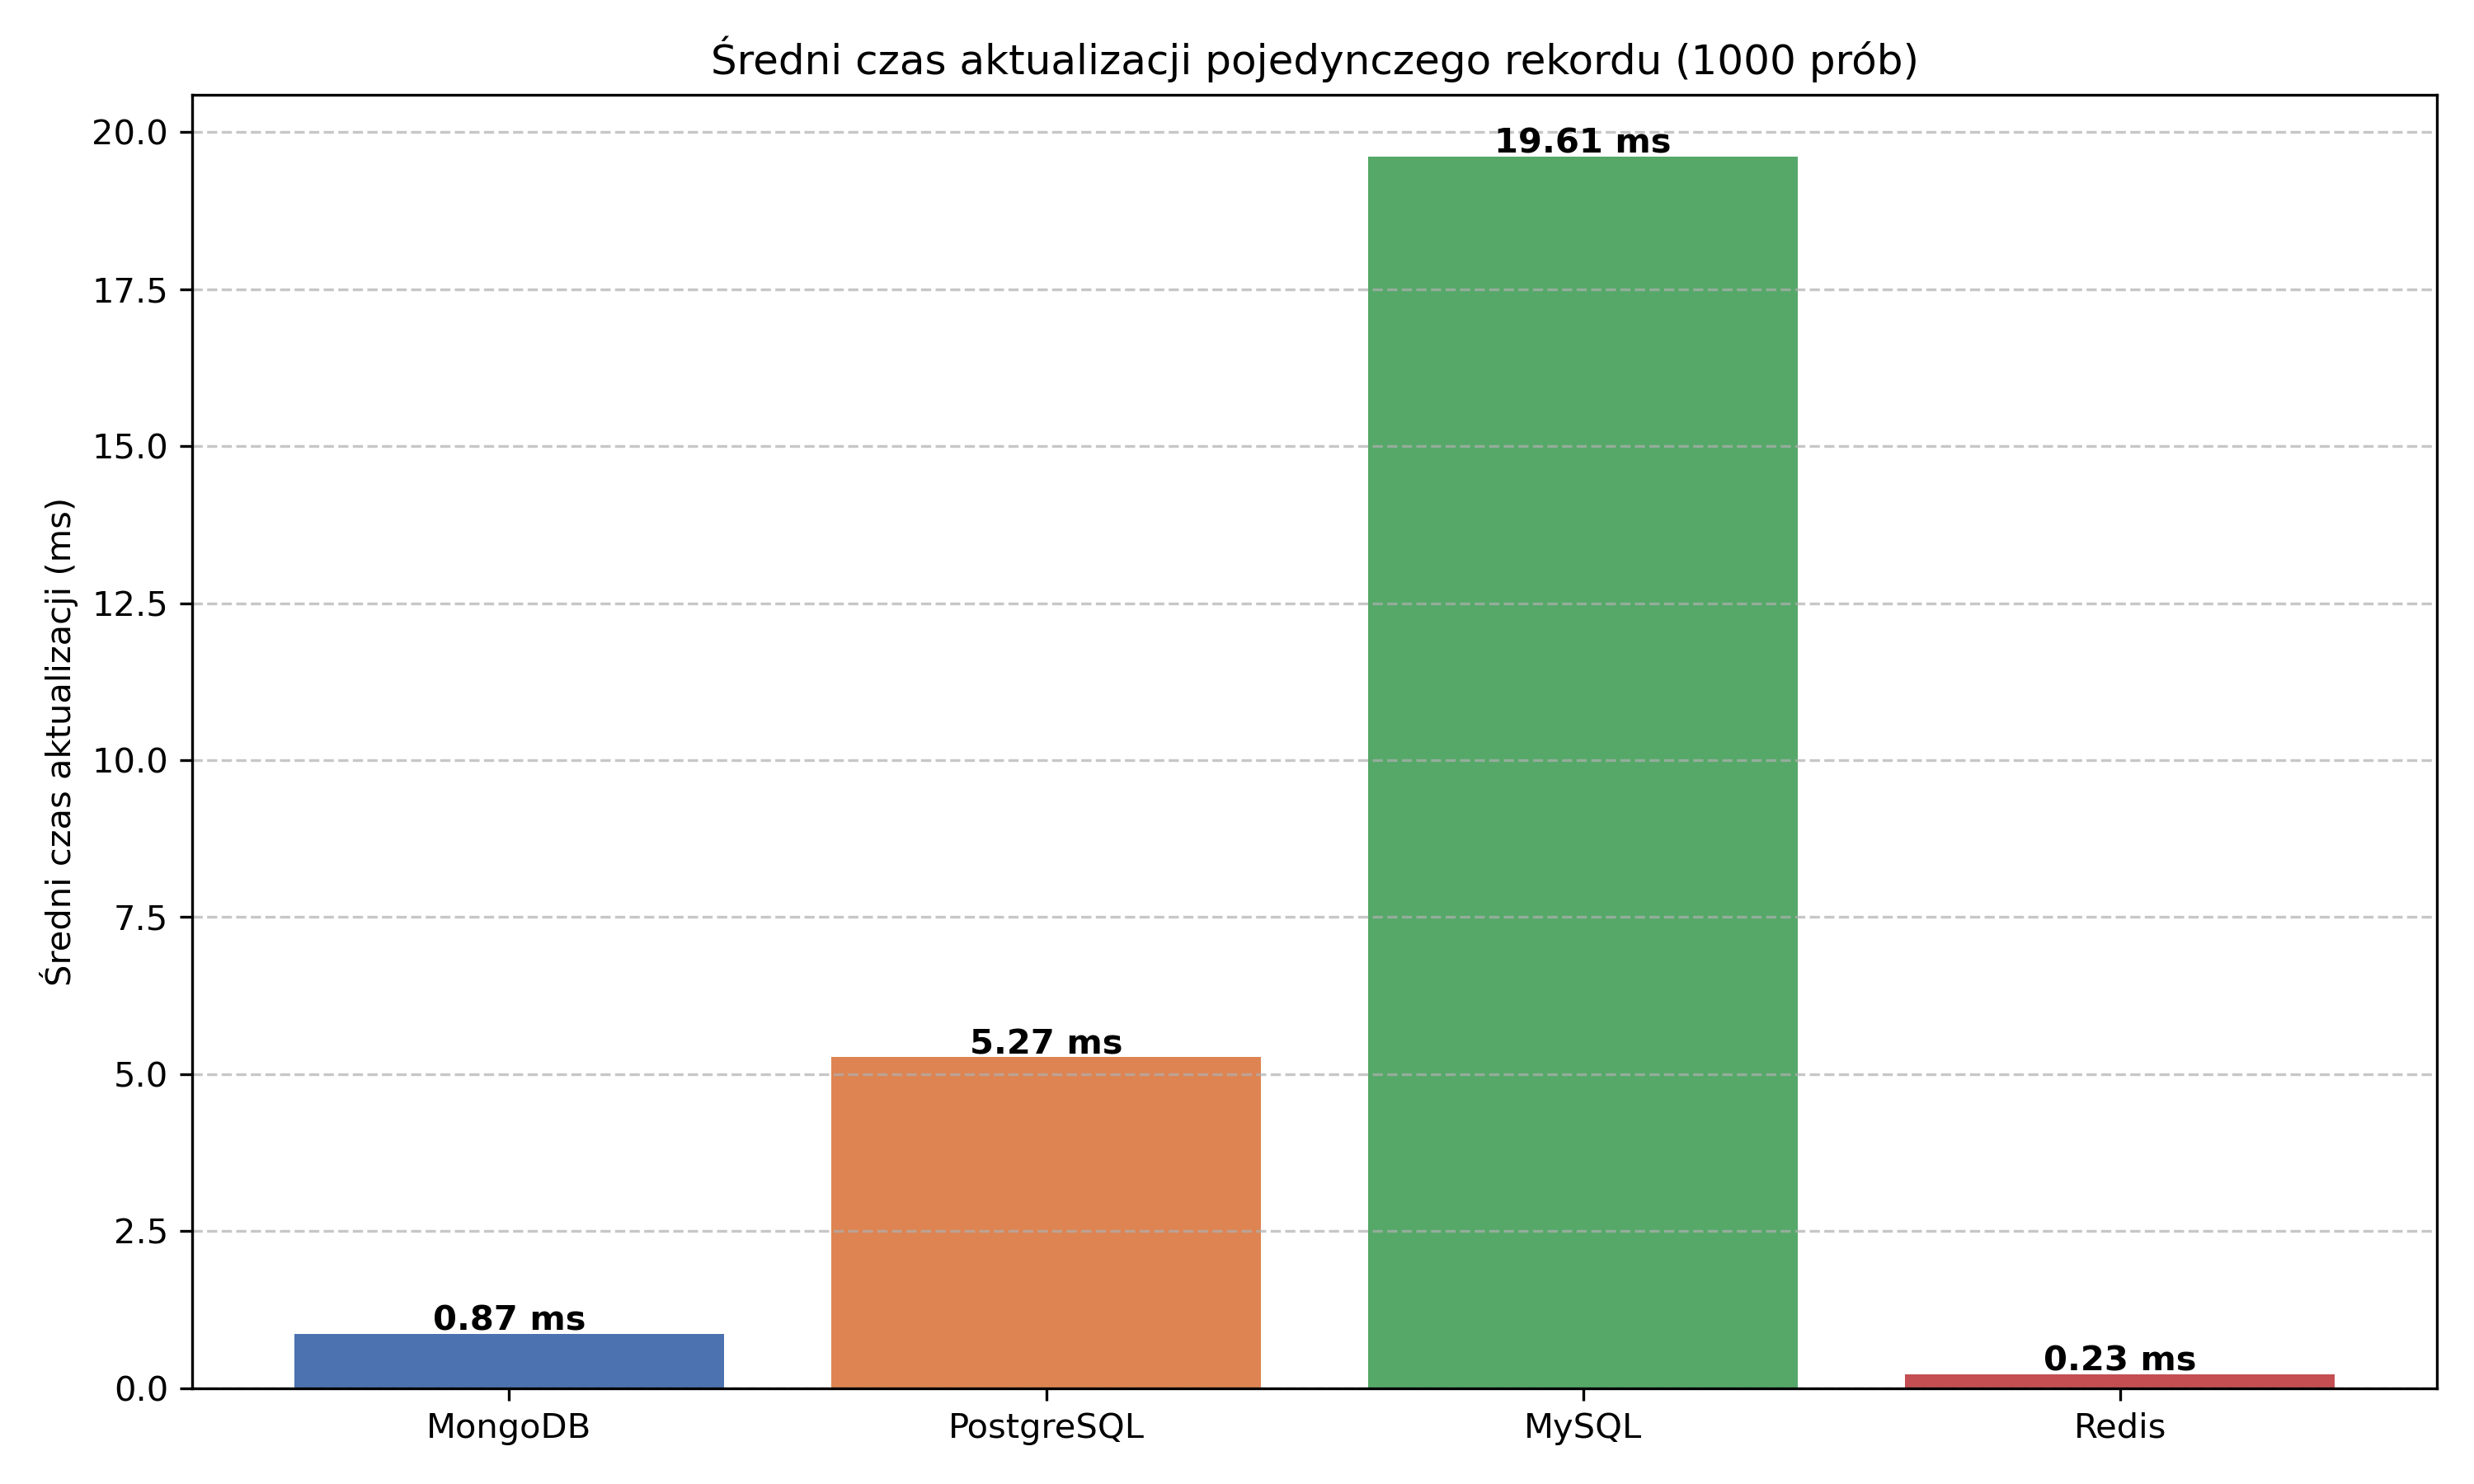 Średni czas aktualizacji pojedynczego rekordu (1000 prób)
Średni czas aktualizacji (ms)
20.0
17.5
15.0
12.5
10.0
7.5
5.0
2.5
0.0
0.87 ms
5.27 ms
19.61 ms
0.23 ms
MongoDB
PostgreSQL
MySQL
Redis